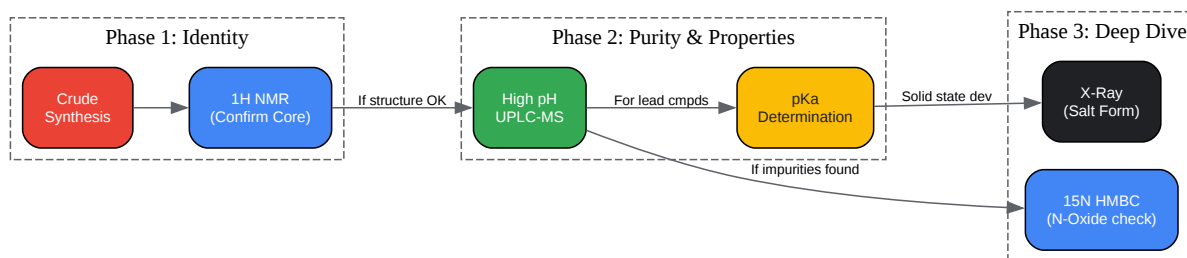 Phase 1: Identity
Crude
Synthesis
1H NMR
(Confirm Core)
If structure OK
Phase 2: Purity & Properties
High pH
UPLC-MS
For lead cmpds
pKa
Determination
Solid state dev
If impurities found
Phase 3: Deep Dive
X-Ray
(Salt Form)
15N HMBC
(N-Oxide check)